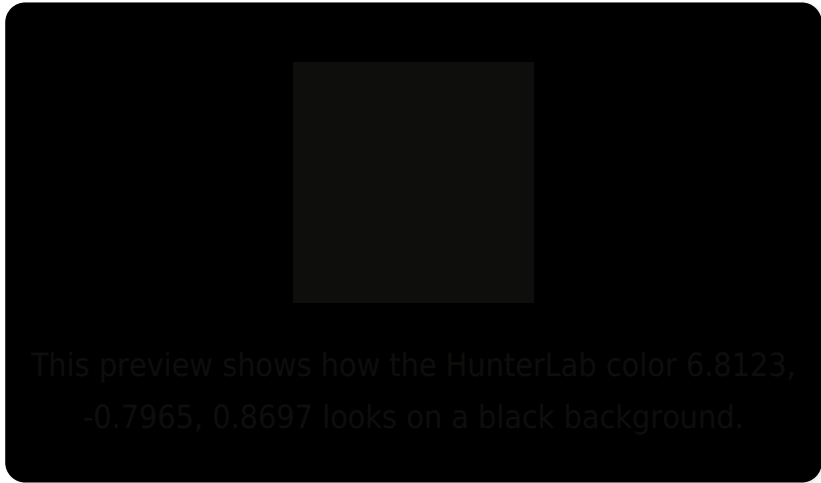 This preview shows how the HunterLab color 6.8123,
-0.7965, 0.8697 looks on a black background.